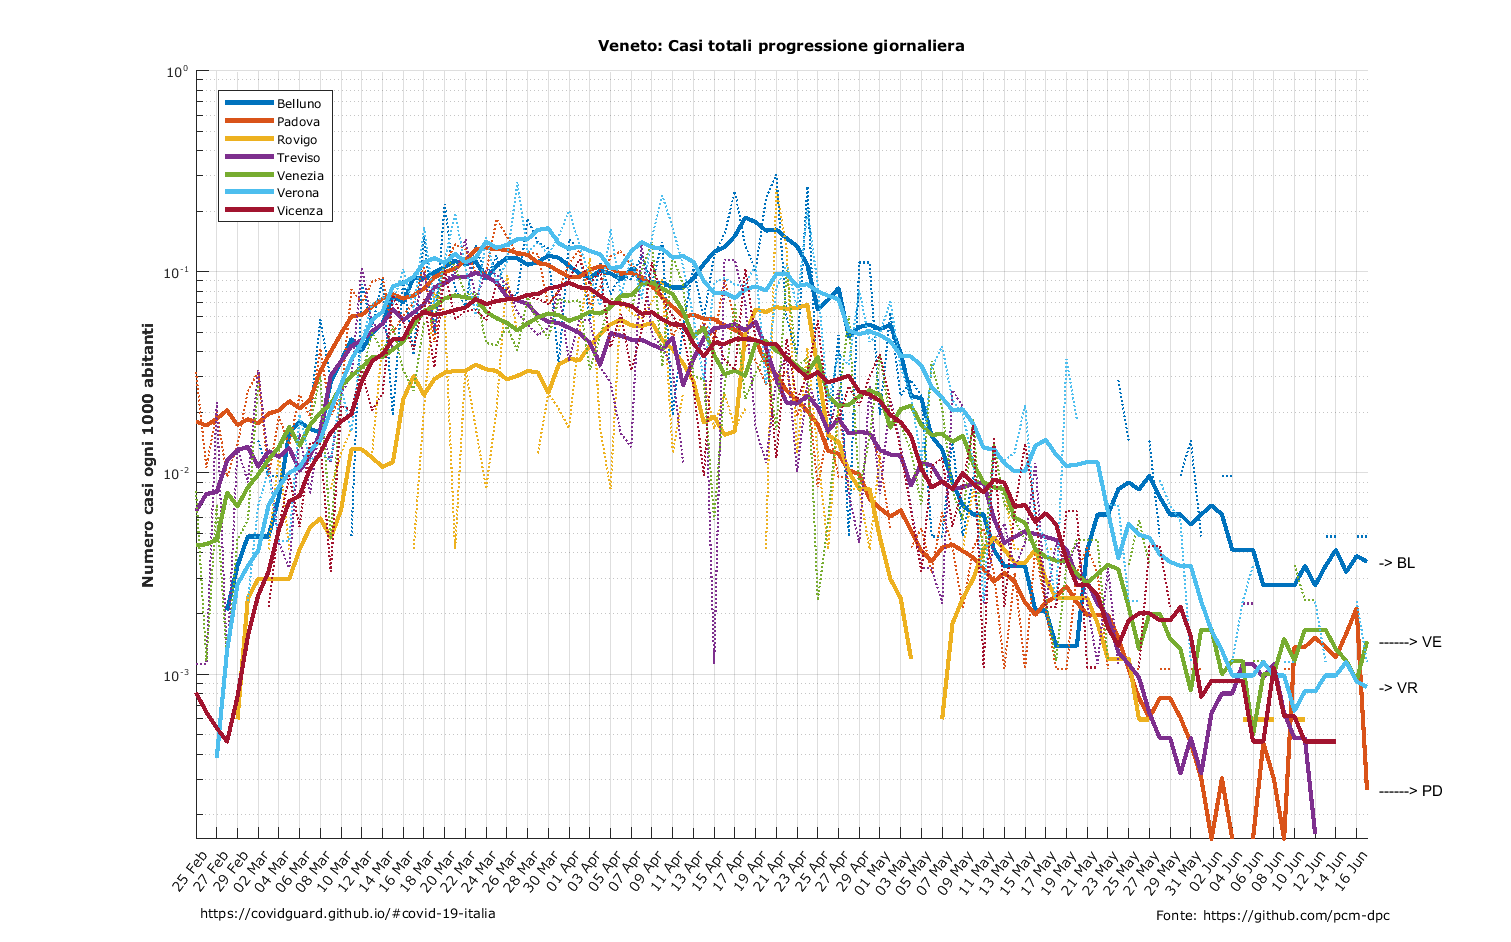 Veneto: Casi totali progressione giornaliera
Numero casi ogni 1000 abitanti
10⁰
10⁻¹
10⁻²
10⁻³
Belluno
Padova
Rovigo
Treviso
Venezia
Verona
Vicenza
-> BL
------> VE
-> VR
------> PD
25 Feb
27 Feb
29 Feb
02 Mar
04 Mar
06 Mar
08 Mar
10 Mar
12 Mar
14 Mar
16 Mar
18 Mar
20 Mar
22 Mar
24 Mar
26 Mar
28 Mar
30 Mar
01 Apr
03 Apr
05 Apr
07 Apr
09 Apr
11 Apr
13 Apr
15 Apr
17 Apr
19 Apr
21 Apr
23 Apr
25 Apr
27 Apr
29 Apr
01 May
03 May
05 May
07 May
09 May
11 May
13 May
15 May
17 May
19 May
21 May
23 May
25 May
27 May
29 May
31 May
02 Jun
04 Jun
06 Jun
08 Jun
10 Jun
12 Jun
14 Jun
16 Jun
https://covidguard.github.io/#covid-19-italia
Fonte: https://github.com/pcm-dpc